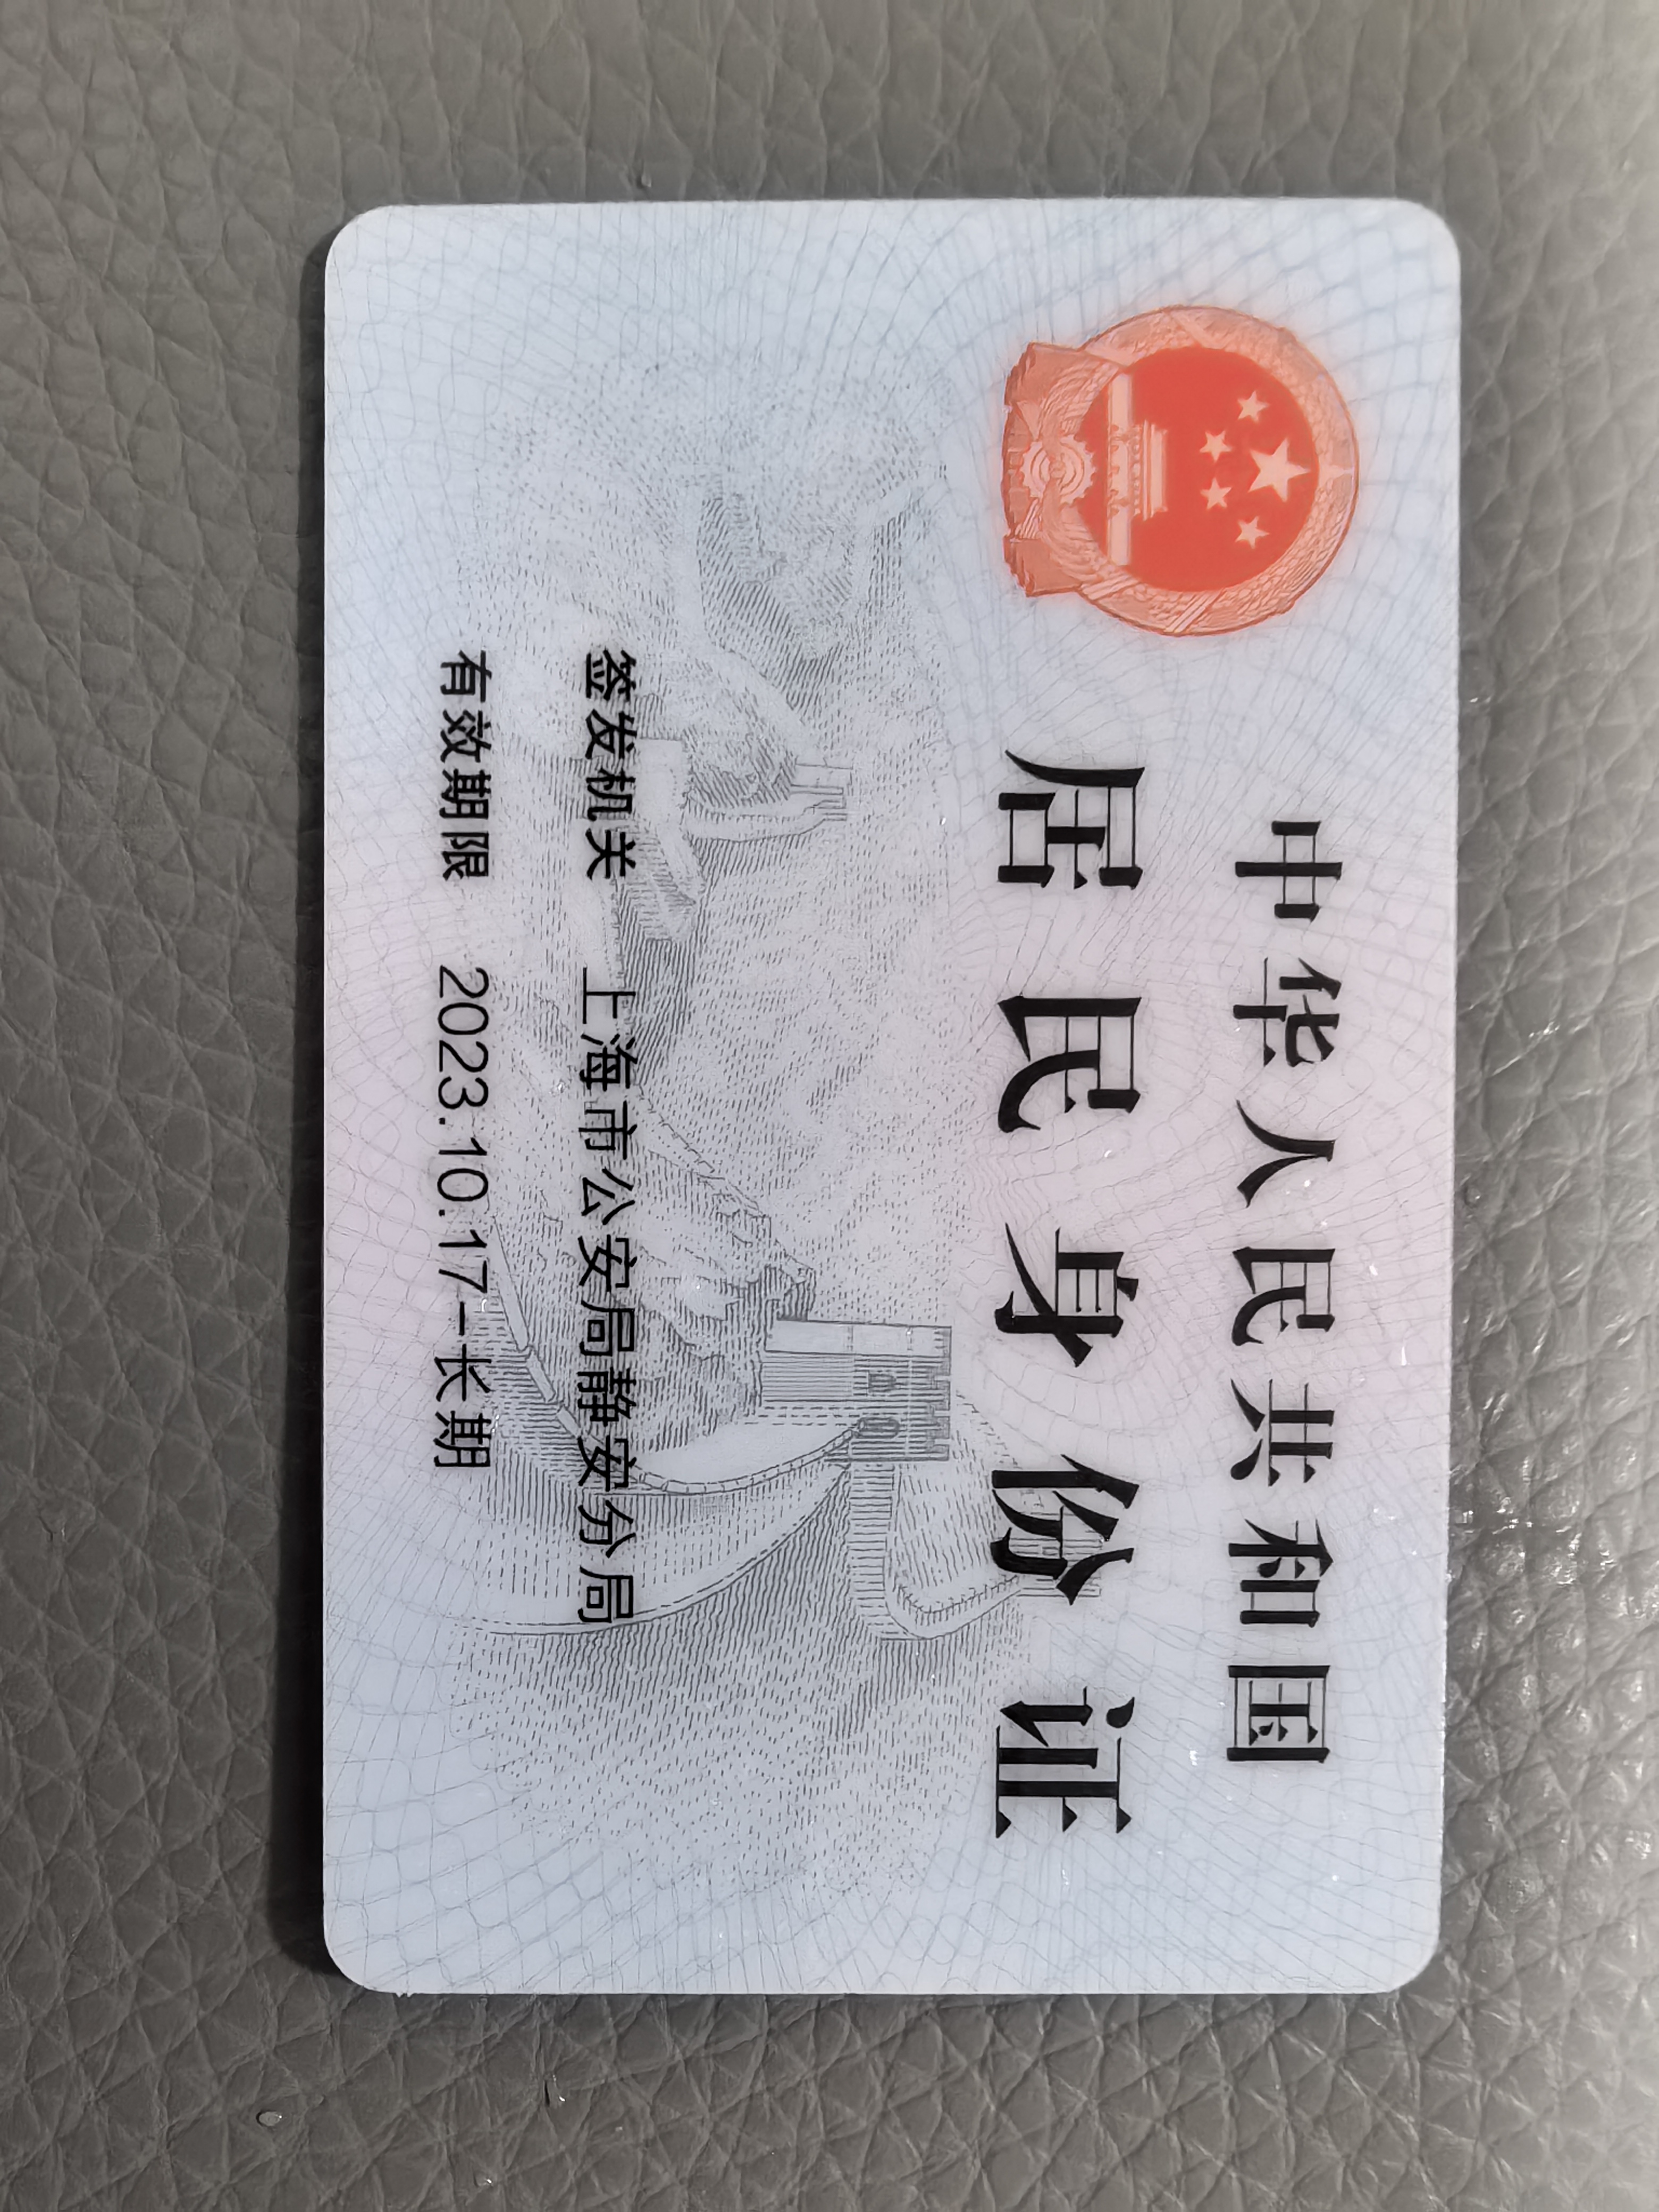 中华人民共和国
居民身份证
签发机关 上海市公安局静安分局
有效期限 2023.10.17-长期